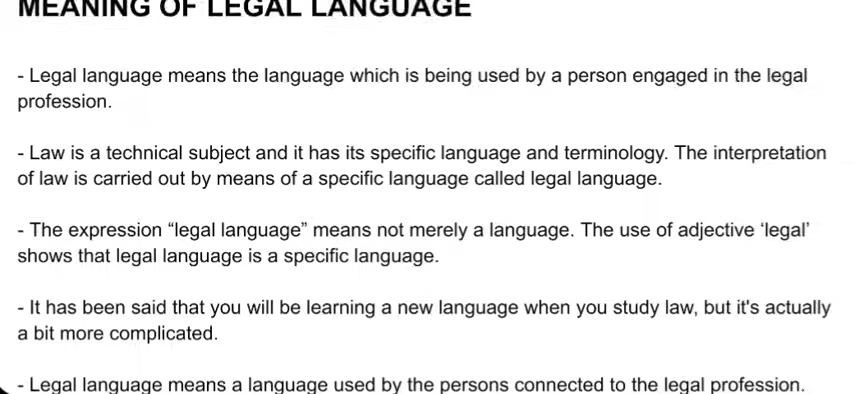 MEANING OF LEGAL LANGUAGE
- Legal language means the language which is being used by a person engaged in the legal
profession.
- Law is a technical subject and it has its specific language and terminology. The interpretation
of law is carried out by means of a specific language called legal language.
- The expression “legal language” means not merely a language. The use of adjective ‘legal’
shows that legal language is a specific language.
- It has been said that you will be learning a new language when you study law, but it's actually
a bit more complicated.
- Legal language means a language used by the persons connected to the legal profession.